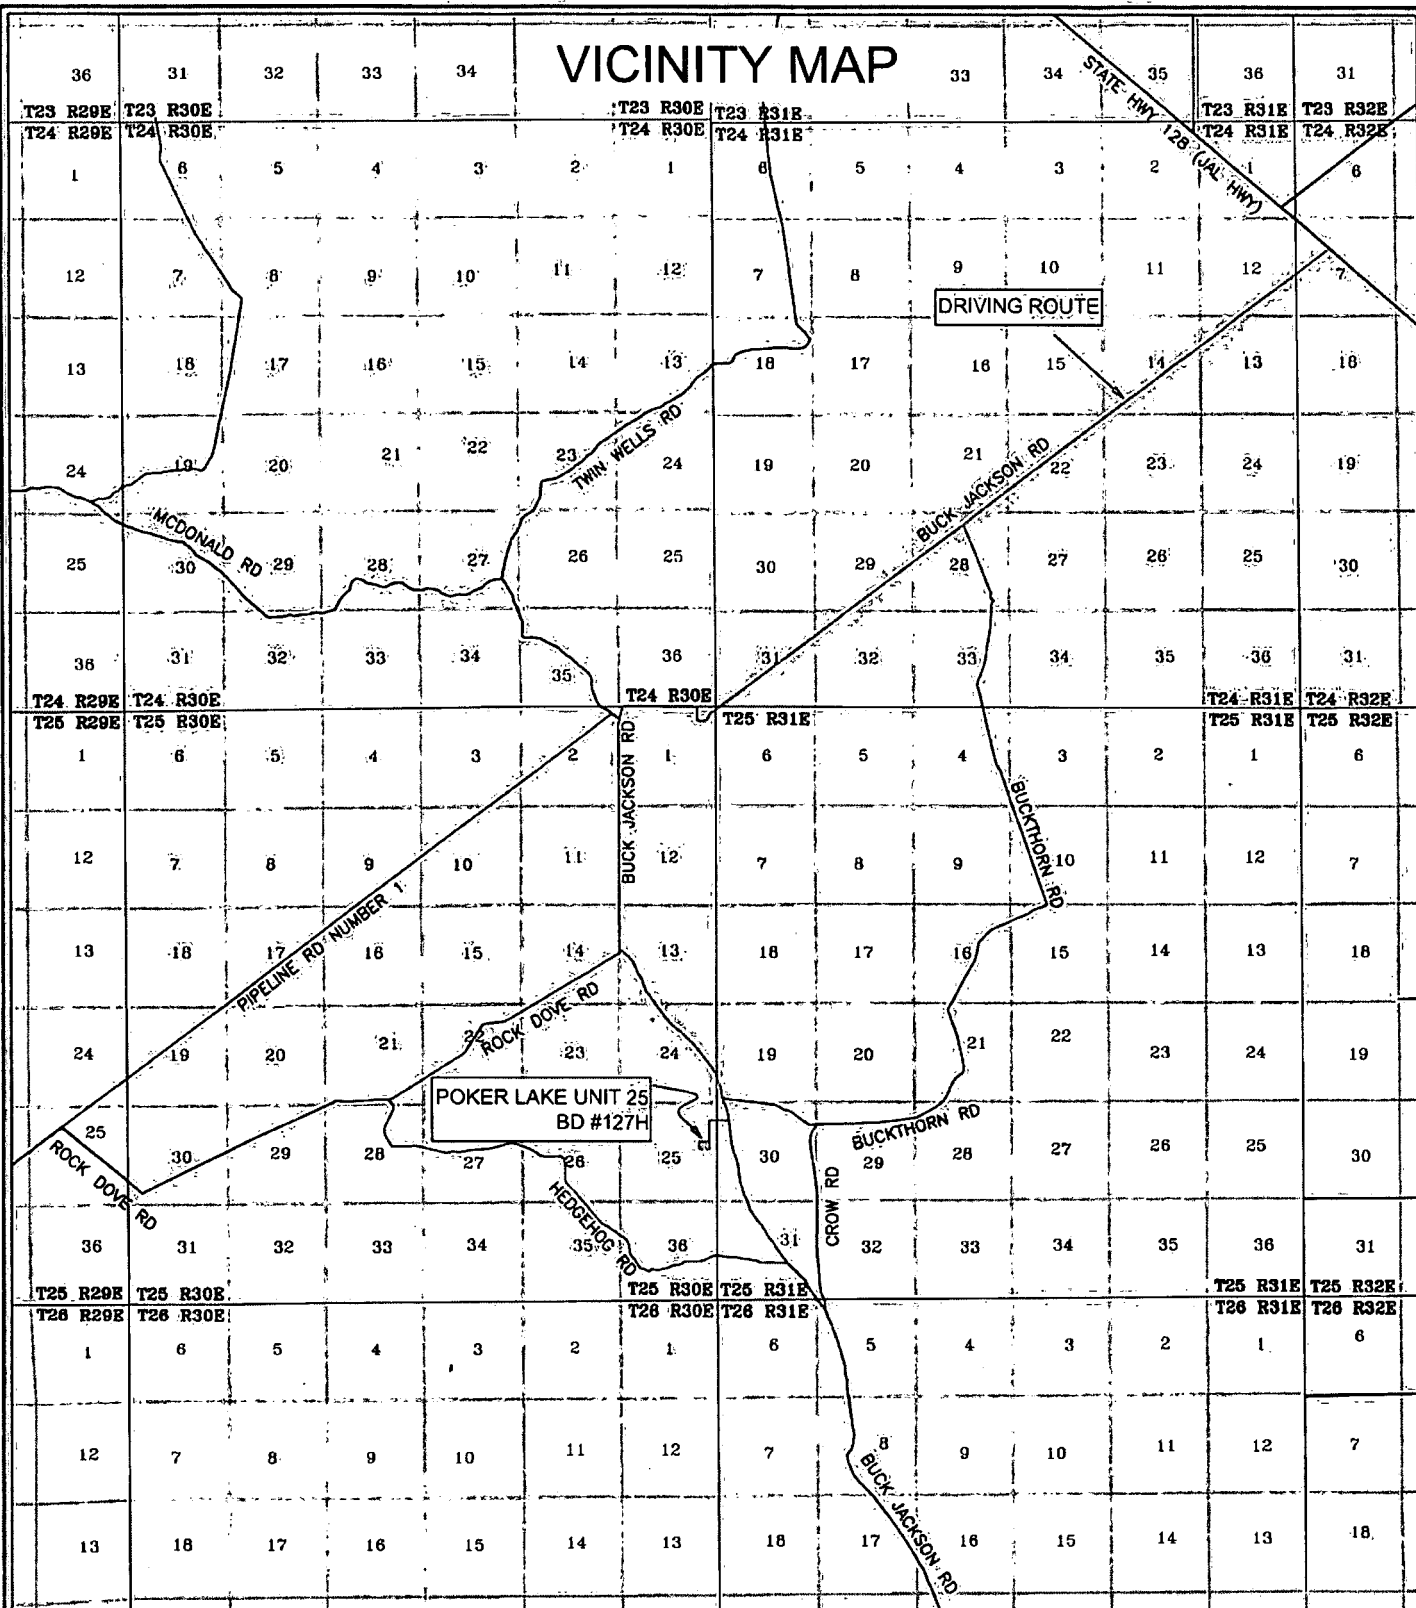 VICINITY MAP
36 31 32 33 34 33 34 35 36 31
STATE HWY 128 (JAL HWY)
T23 R29E T23 R30E T23 R30E T23 R31E T23 R31E T23 R32E
T24 R29E T24 R30E T24 R30E T24 R31E T24 R31E T24 R32E
1 6 5 4 3 2 1 6 5 4 3 2 1 6
12 7 8 9 10 11 12 7 8 9 10 11 12 7
DRIVING ROUTE
13 18 17 16 15 14 13 18 17 16 15 14 13 18
TWIN WELLS RD
24 19 20 21 22 23 24 19 20 21 22 23 24 19
BUCK JACKSON RD
MCDONALD RD
25 30 29 28 27 26 25 30 29 28 27 26 25 30
36 31 32 33 34 35 36 31 32 33 34 35 36 31
T24 R29E T24 R30E T24 R30E T24 R31E T24 R32E
T25 R29E T25 R30E T25 R31E T25 R31E T25 R32E
1 6 5 4 3 2 1 6 5 4 3 2 1 6
BUCK JACKSON RD
BUCKTHORN RD
12 7 8 9 10 11 12 7 8 9 10 11 12 7
PIPELINE RD NUMBER 1
13 18 17 16 15 14 13 18 17 16 15 14 13 18
ROCK DOVE RD
24 19 20 21 22 23 24 19 20 21 22 23 24 19
POKER LAKE UNIT 25
BD #127H
BUCKTHORN RD
25 30 29 28 27 26 25 30 29 28 27 26 25 30
ROCK DOVE RD
HEDGEHOG RD
CROW RD
36 31 32 33 34 35 36 31 32 33 34 35 36 31
T25 R29E T25 R30E T25 R30E T25 R31E T25 R31E T25 R32E
T26 R29E T26 R30E T26 R30E T26 R31E T26 R31E T26 R32E
1 6 5 4 3 2 1 6 5 4 3 2 1 6
12 7 8 9 10 11 12 7 8 9 10 11 12 7
BUCK JACKSON RD
13 18 17 16 15 14 13 18 17 16 15 14 13 18